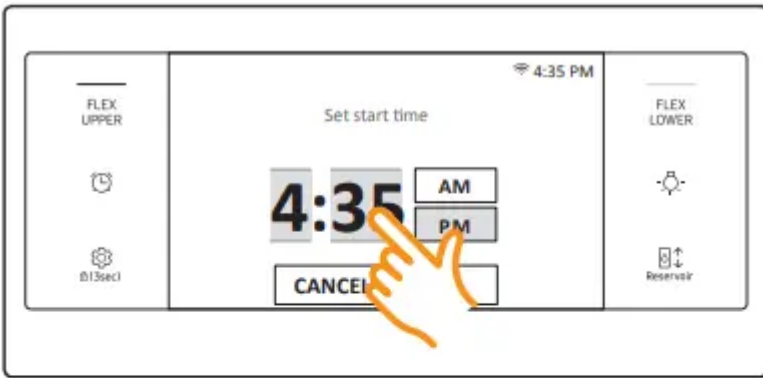 4:35 PM
FLEX
UPPER
Set start time
FLEX
LOWER
4:35
AM
PM
CANCEL
Reservoir